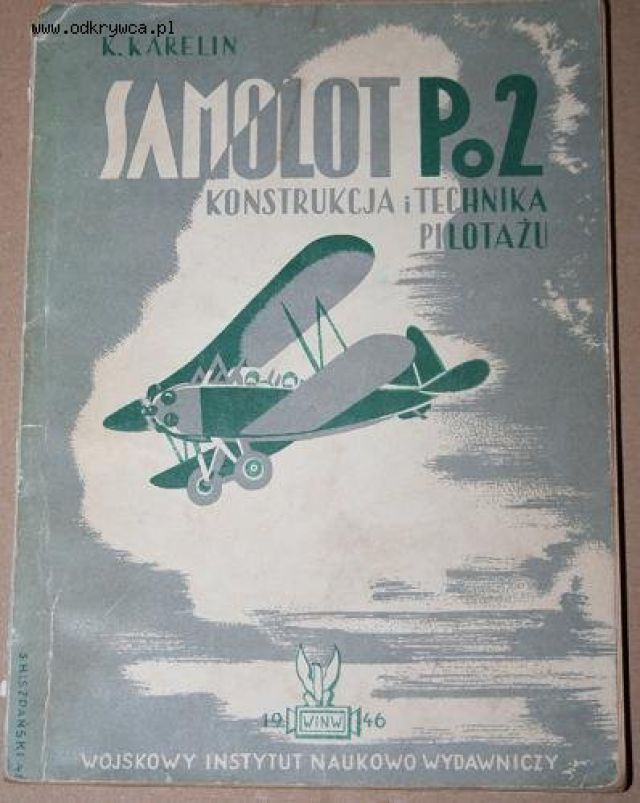 www.odkrywca.pl
K. KARELIN
SAMOLOT Po2
KONSTRUKCJA i TECHNIKA
PILOTAŻU
19 WINW 46
WOJSKOWY INSTYTUT NAUKOWO WYDAWNICZY